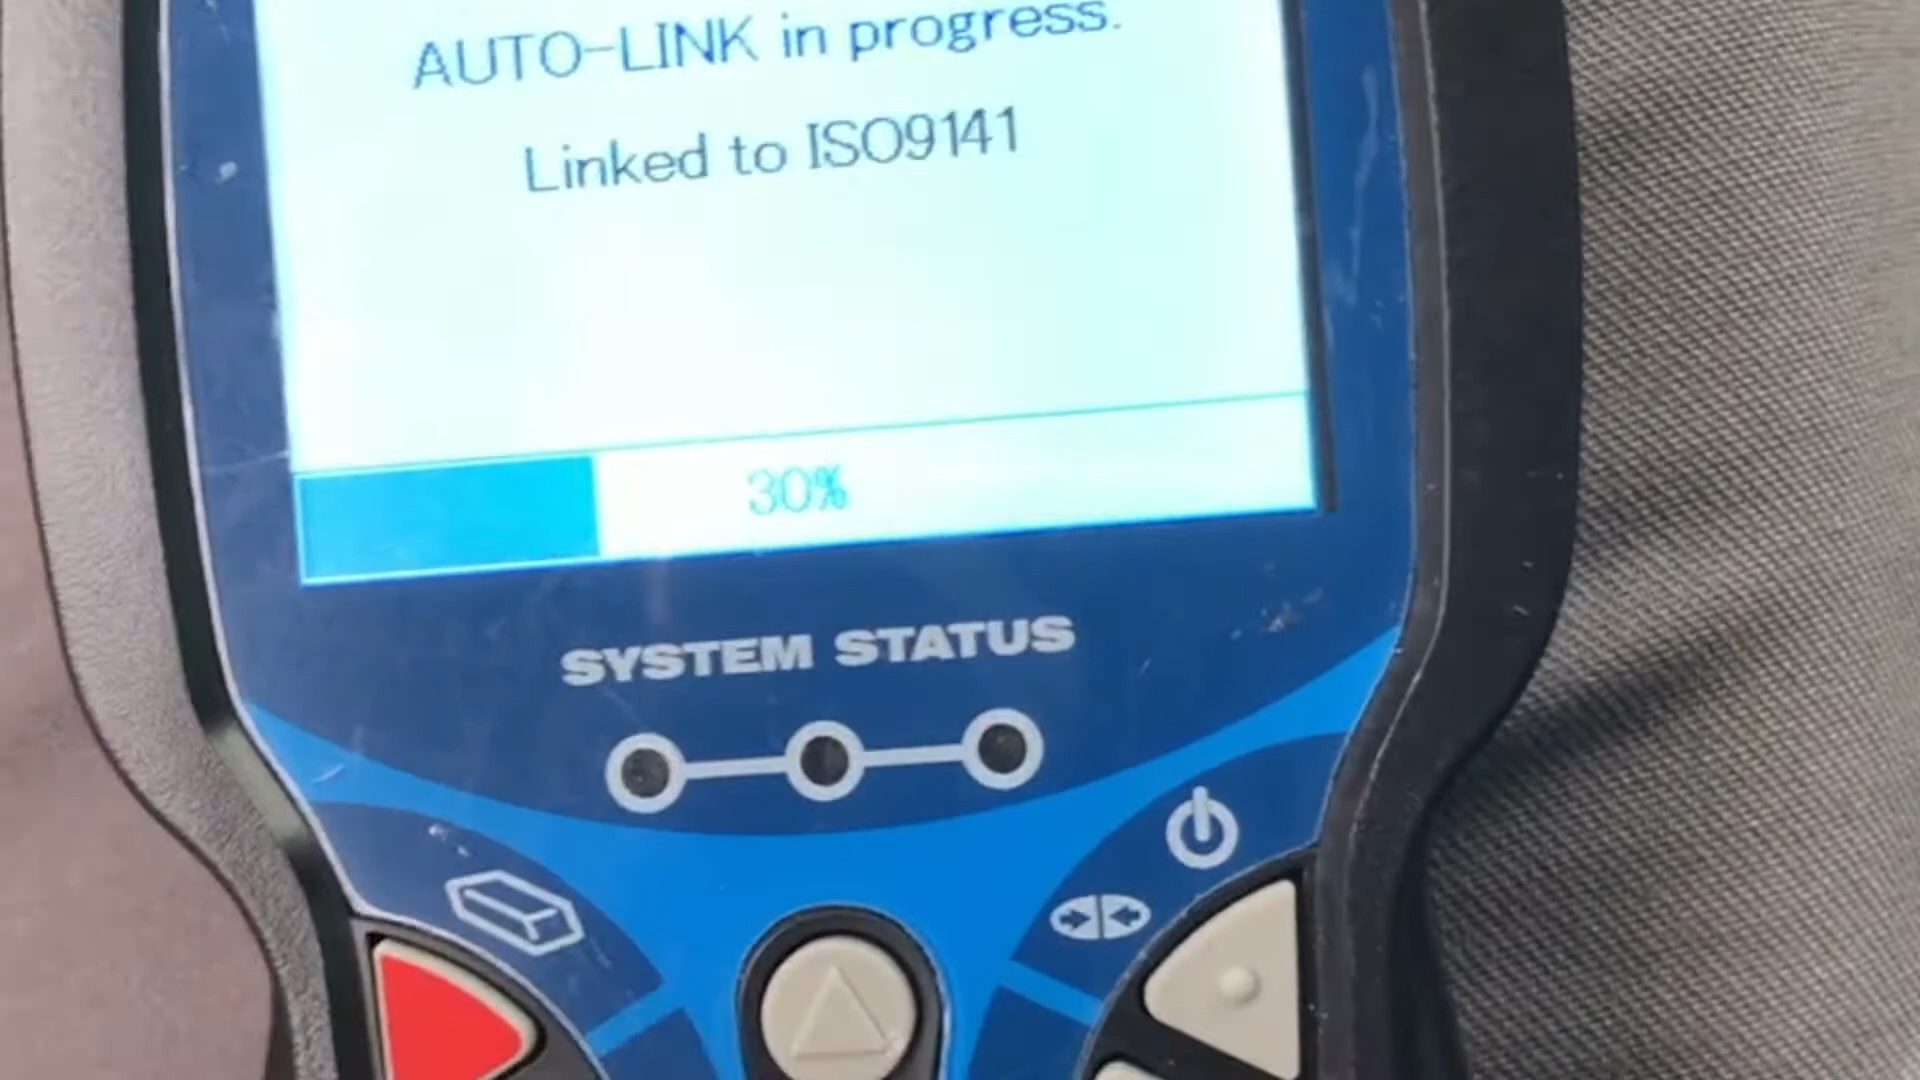 AUTO-LINK in progress.
Linked to ISO9141
30%
SYSTEM STATUS